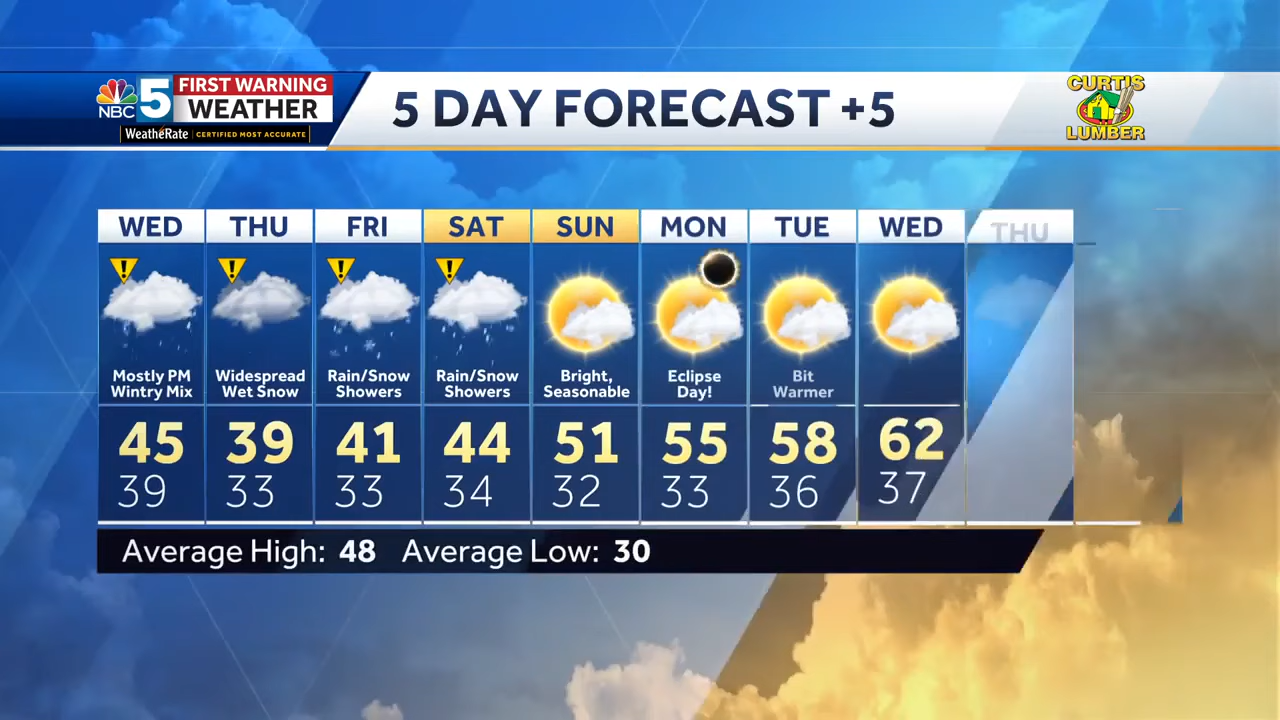 NBC 5 FIRST WARNING
WEATHER
WeatheRate CERTIFIED MOST ACCURATE
5 DAY FORECAST +5
CURTIS
LUMBER
WED THU FRI SAT SUN MON TUE WED THU
! ! ! !
Mostly PM Widespread Rain/Snow Rain/Snow Bright, Eclipse Bit
Wintry Mix Wet Snow Showers Showers Seasonable Day! Warmer
45 39 41 44 51 55 58 62
39 33 33 34 32 33 36 37
Average High: 48 Average Low: 30